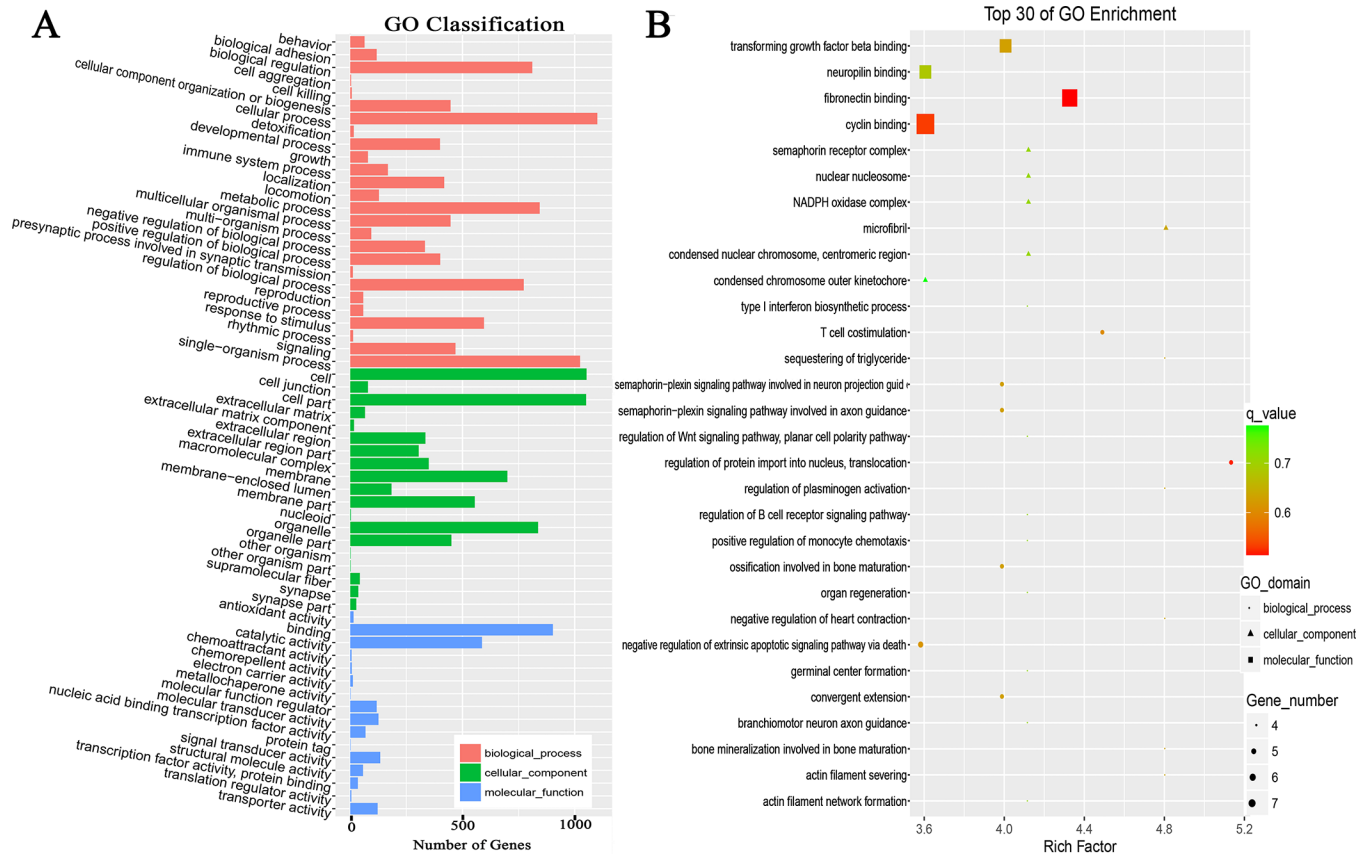 A
GO Classification
behavior
biological adhesion
biological regulation
cell aggregation
cell killing
cellular component organization or biogenesis
cellular process
detoxification
developmental process
growth
immune system process
localization
locomotion
metabolic process
multicellular organismal process
multi-organism process
negative regulation of biological process
positive regulation of biological process
presynaptic process involved in synaptic transmission
regulation of biological process
reproduction
reproductive process
response to stimulus
rhythmic process
signaling
single-organism process
cell
cell junction
cell part
extracellular matrix
extracellular matrix component
extracellular region
extracellular region part
macromolecular complex
membrane
membrane-enclosed lumen
membrane part
nucleoid
organelle
organelle part
other organism
other organism part
supramolecular fiber
synapse
synapse part
antioxidant activity
binding
catalytic activity
chemoattractant activity
chemorepellent activity
electron carrier activity
metallochaperone activity
molecular function regulator
molecular transducer activity
nucleic acid binding transcription factor activity
protein tag
signal transducer activity
structural molecule activity
transcription factor activity, protein binding
translation regulator activity
transporter activity
biological_process
cellular_component
molecular_function
0 500 1000
Number of Genes
B
Top 30 of GO Enrichment
transforming growth factor beta binding
neuropilin binding
fibronectin binding
cyclin binding
semaphorin receptor complex
nuclear nucleosome
NADPH oxidase complex
microfibril
condensed nuclear chromosome, centromeric region
condensed chromosome outer kinetochore
type I interferon biosynthetic process
T cell costimulation
sequestering of triglyceride
semaphorin-plexin signaling pathway involved in neuron projection guid
semaphorin-plexin signaling pathway involved in axon guidance
regulation of Wnt signaling pathway, planar cell polarity pathway
regulation of protein import into nucleus, translocation
regulation of plasminogen activation
regulation of B cell receptor signaling pathway
positive regulation of monocyte chemotaxis
ossification involved in bone maturation
organ regeneration
negative regulation of heart contraction
negative regulation of extrinsic apoptotic signaling pathway via death
germinal center formation
convergent extension
branchiomotor neuron axon guidance
bone mineralization involved in bone maturation
actin filament severing
actin filament network formation
3.6 4.0 4.4 4.8 5.2
Rich Factor
q_value
0.7
0.6
GO_domain
biological_process
cellular_component
molecular_function
Gene_number
4
5
6
7